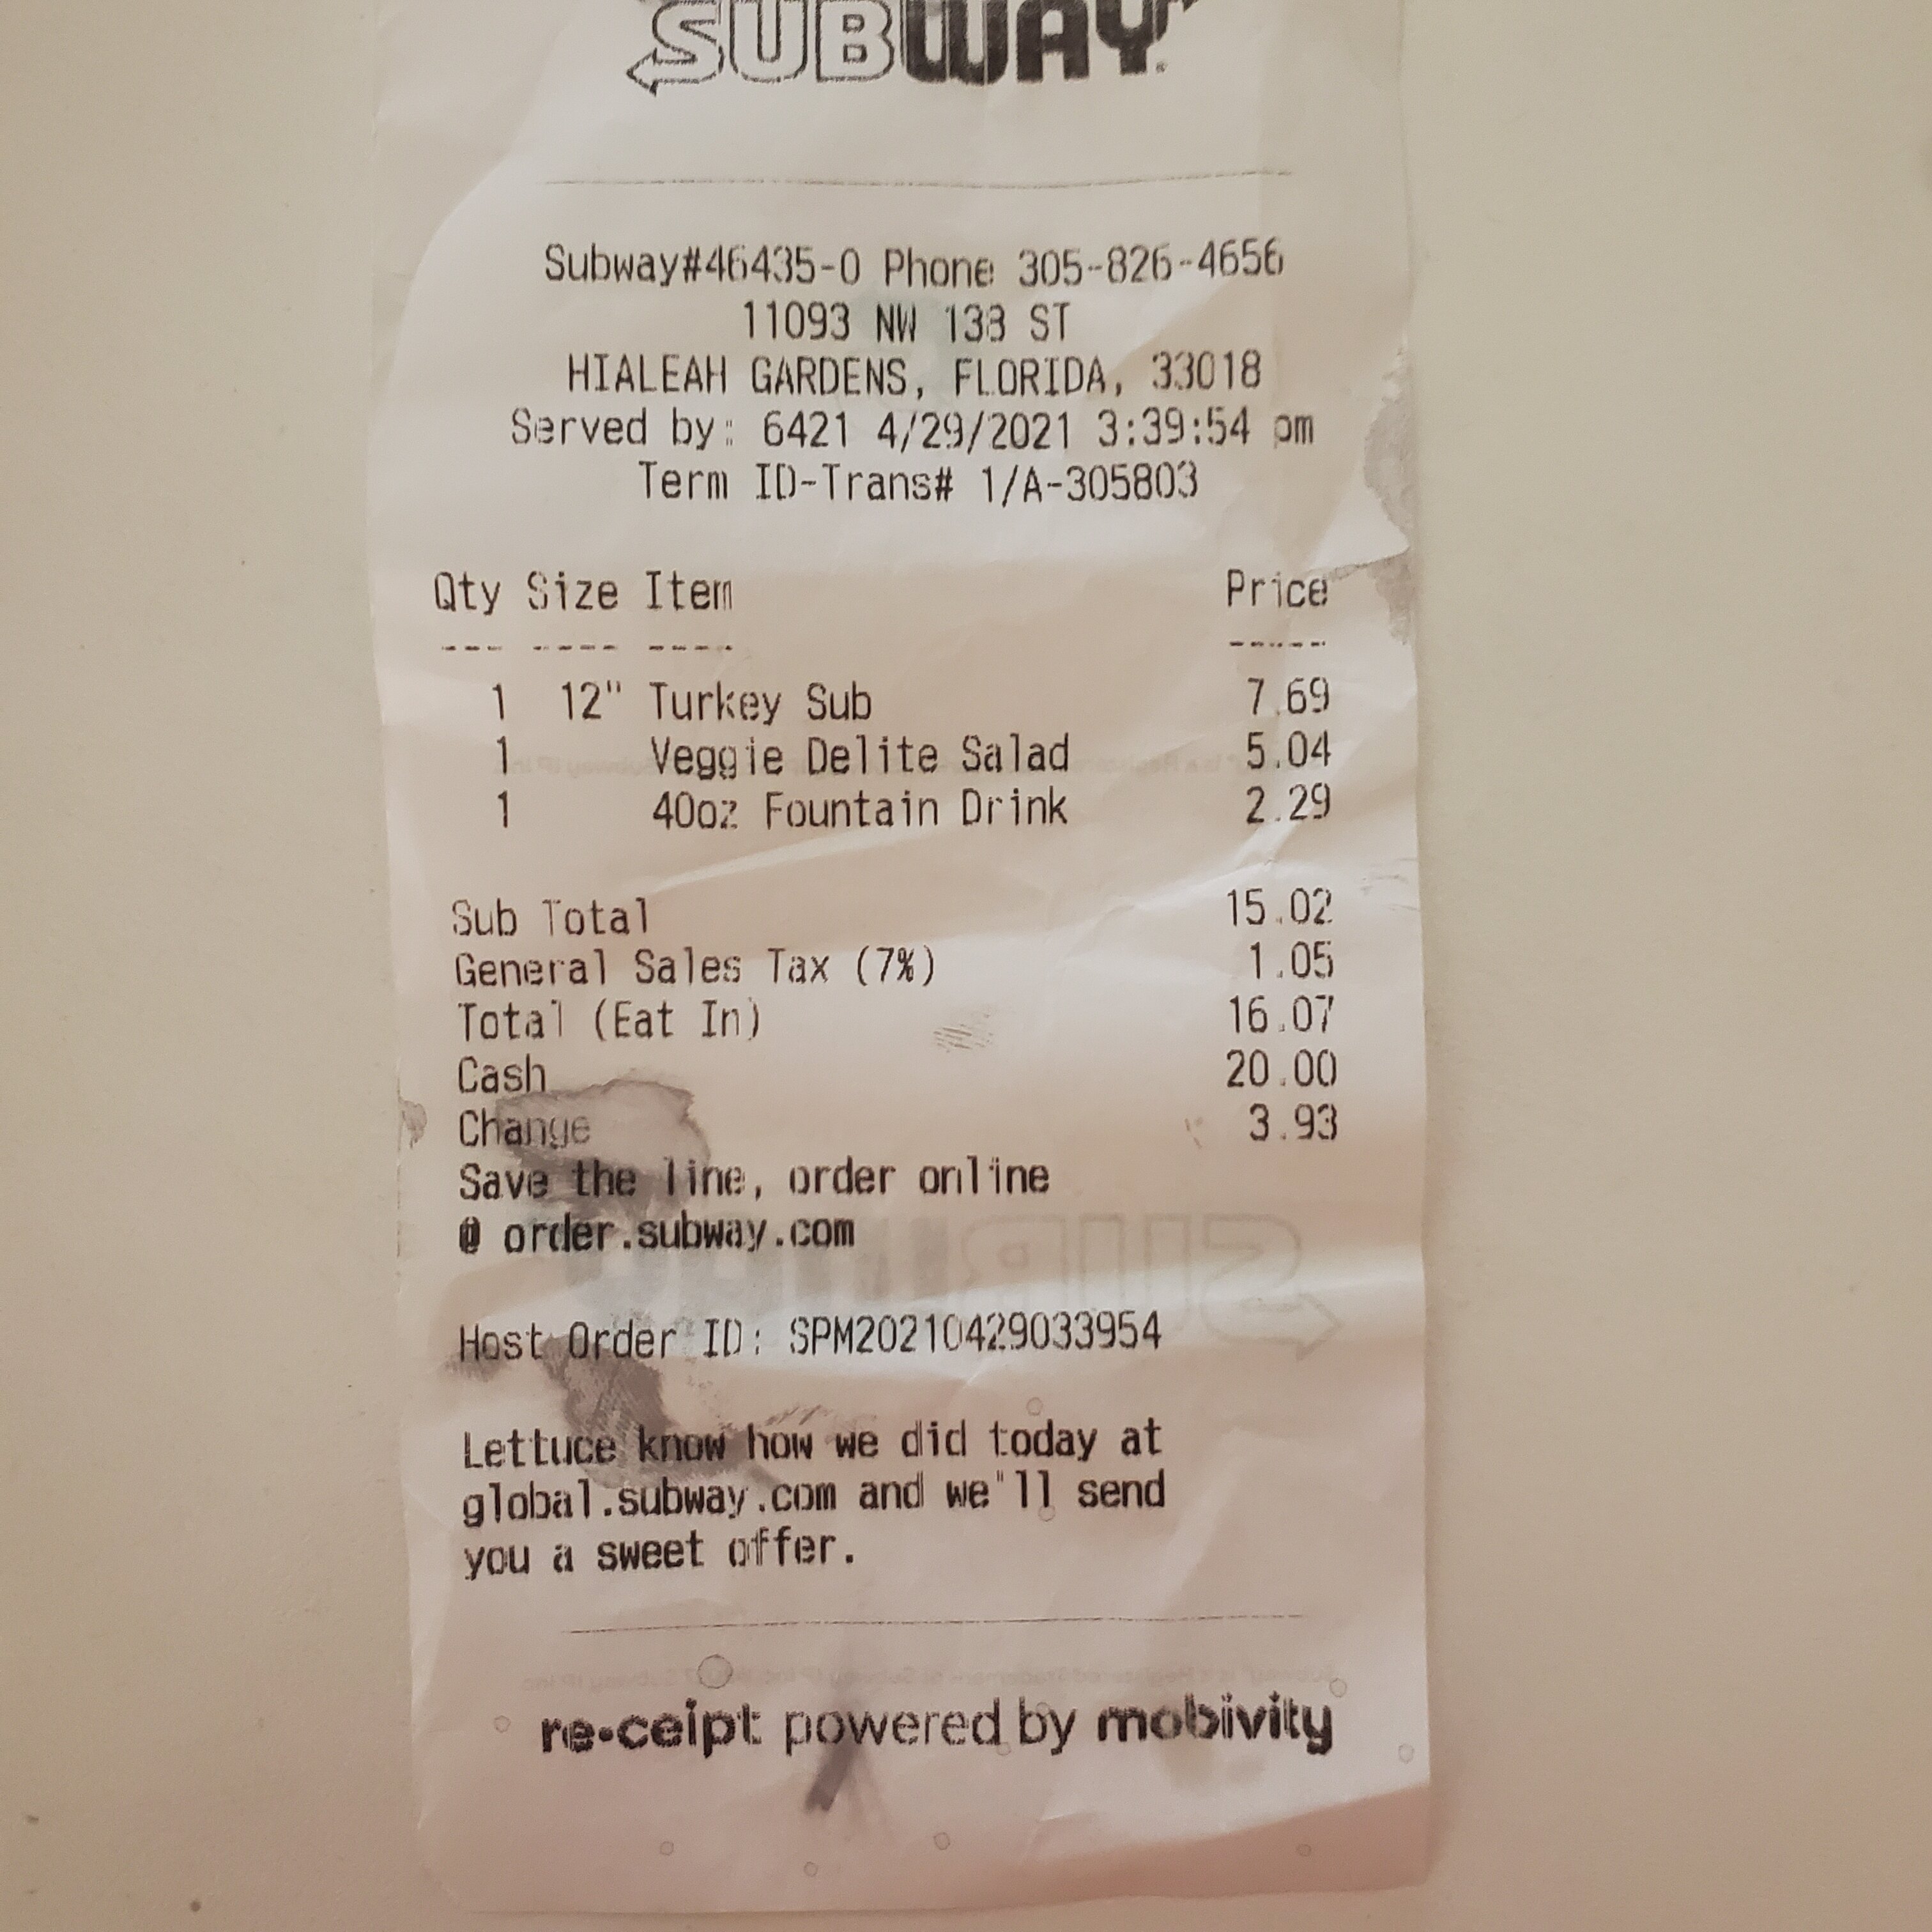 SUBWAY
Subway#46435-0 Phone 305-826-4656
11093 NW 138 ST
HIALEAH GARDENS, FLORIDA, 33018
Served by: 6421 4/29/2021 3:39:54 pm
Term ID-Trans# 1/A-305803
Qty Size Item Price
--- ---- ---- -----
1 12" Turkey Sub 7.69
1 Veggie Delite Salad 5.04
1 40oz Fountain Drink 2.29
Sub Total 15.02
General Sales Tax (7%) 1.05
Total (Eat In) 16.07
Cash 20.00
Change 3.93
Save the line, order online
@ order.subway.com
Host Order ID: SPM20210429033954
Lettuce know how we did today at
global.subway.com and we'll send
you a sweet offer.
re•ceipt powered by mobivity